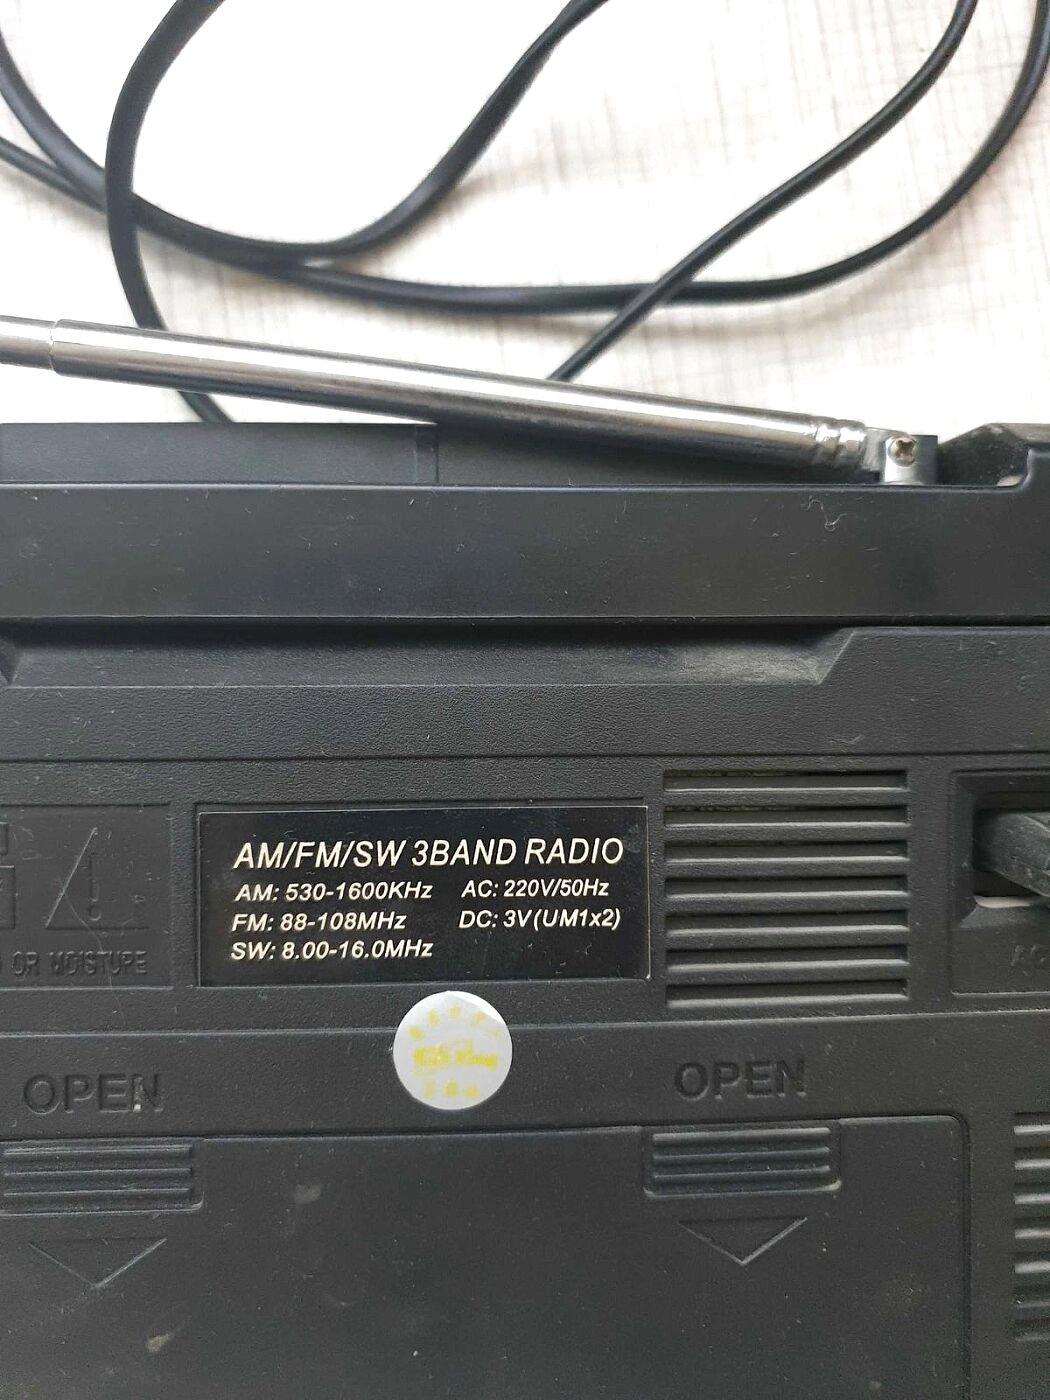 AM/FM/SW 3BAND RADIO
AM: 530-1600KHz AC: 220V/50Hz
FM: 88-108MHz DC: 3V(UM1x2)
SW: 8.00-16.0MHz
OR MOISTUPE
AC
OPEN
OPEN